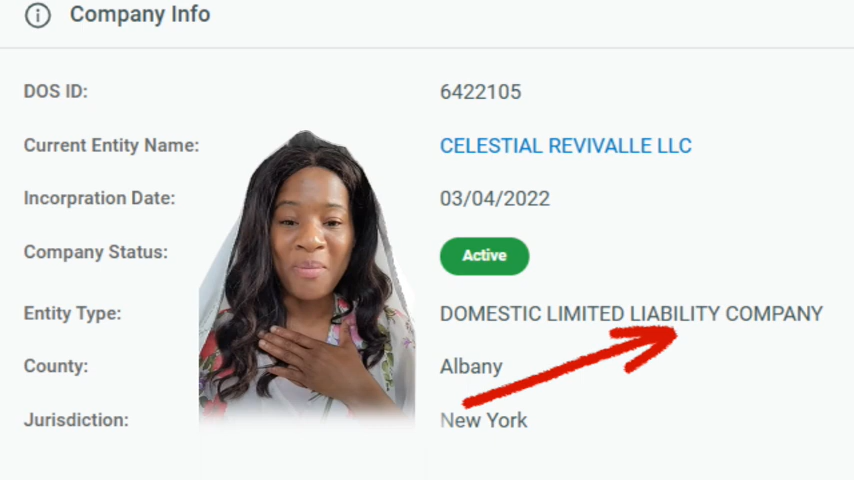 Company Info
DOS ID: 6422105
Current Entity Name: CELESTIAL REVIVALLE LLC
Incorpration Date: 03/04/2022
Company Status: Active
Entity Type: DOMESTIC LIMITED LIABILITY COMPANY
County: Albany
Jurisdiction: New York